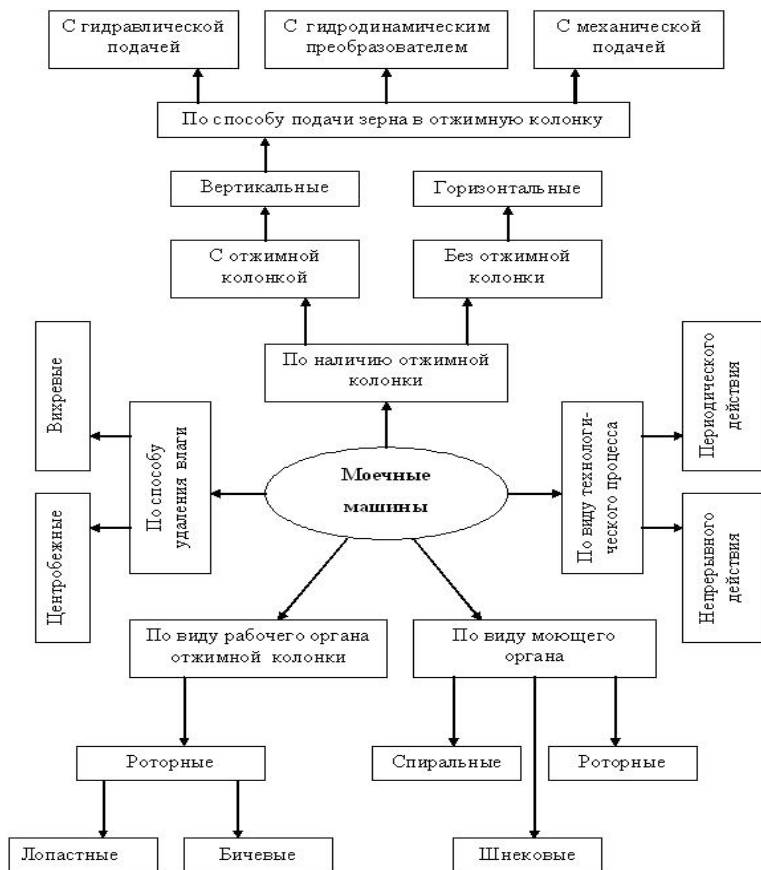 С гидравлической
подачей
С гидродинамическим
преобразователем
С механической
подачей
По способу подачи зерна в отжимную колонку
Вертикальные
Горизонтальные
С отжимной
колонкой
Без отжимной
колонки
По наличию отжимной
колонки
Вихревые
Центробежные
По способу
удаления влаги
Моечные
машины
По виду технологи-
ческого процесса
Периодического
действия
Непрерывного
действия
По виду рабочего органа
отжимной колонки
По виду моющего
органа
Роторные
Спиральные
Роторные
Лопастные
Бичевые
Шнековые